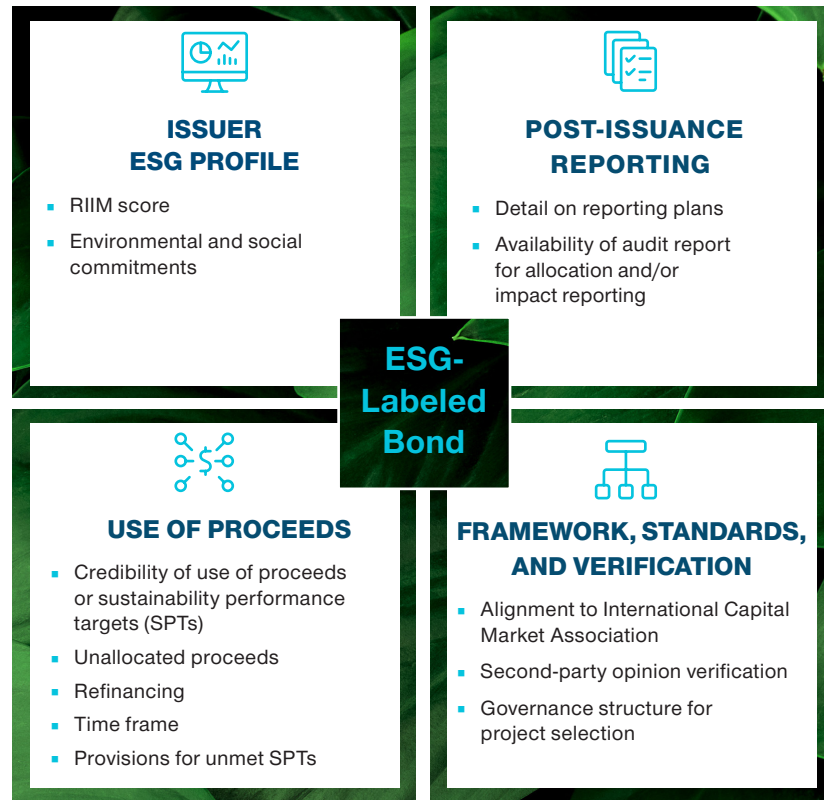 ISSUER
ESG PROFILE
▪ RIIM score
▪ Environmental and social
commitments
POST-ISSUANCE
REPORTING
▪ Detail on reporting plans
▪ Availability of audit report
for allocation and/or
impact reporting
ESG-
Labeled
Bond
USE OF PROCEEDS
▪ Credibility of use of proceeds
or sustainability performance
targets (SPTs)
▪ Unallocated proceeds
▪ Refinancing
▪ Time frame
▪ Provisions for unmet SPTs
FRAMEWORK, STANDARDS,
AND VERIFICATION
▪ Alignment to International Capital
Market Association
▪ Second-party opinion verification
▪ Governance structure for
project selection